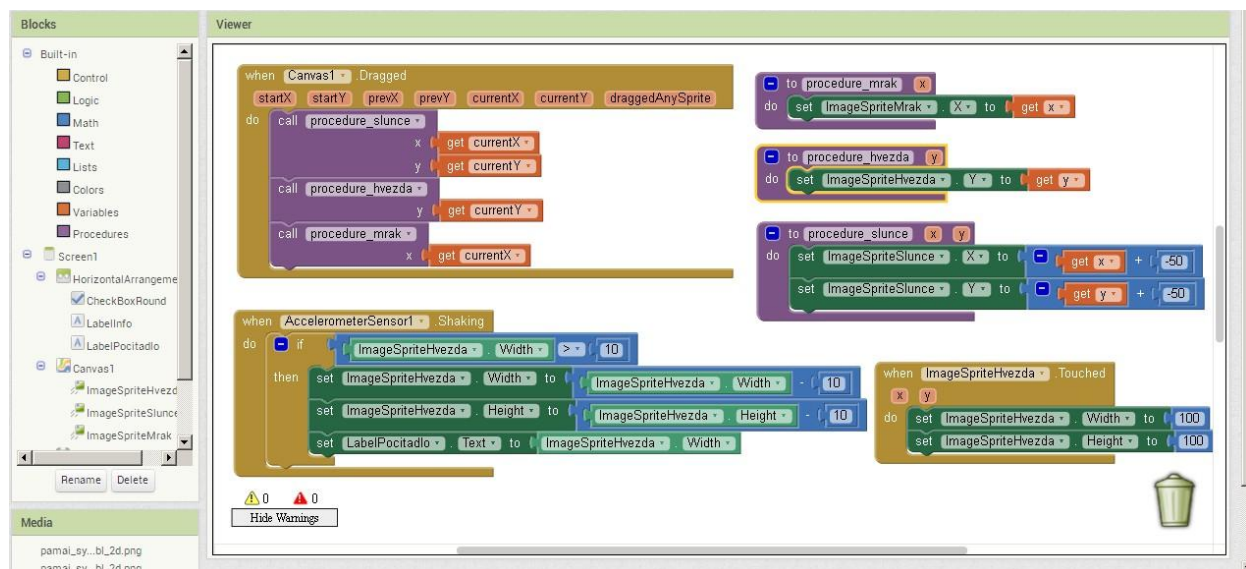 Blocks
Viewer
Built-in
Control
Logic
Math
Text
Lists
Colors
Variables
Procedures
Screen1
HorizontalArrangeme
CheckBoxRound
LabelInfo
LabelPocitadlo
Canvas1
ImageSpriteHvezd
ImageSpriteSlunce
ImageSpriteMrak
Rename Delete
Media
pamai_sy...bl_2d.png
pamai_sy...bl_2d.png
when Canvas1 .Dragged
startX startY prevX prevY currentX currentY draggedAnySprite
do call procedure_slunce
x get currentX
y get currentY
call procedure_hvezda
y get currentY
call procedure_mrak
x get currentX
to procedure_mrak x
do set ImageSpriteMrak . X to get x
to procedure_hvezda y
do set ImageSpriteHvezda . Y to get y
to procedure_slunce x y
do set ImageSpriteSlunce . X to get x + -50
set ImageSpriteSlunce . Y to get y + -50
when AccelerometerSensor1 .Shaking
do if ImageSpriteHvezda . Width > 10
then set ImageSpriteHvezda . Width to ImageSpriteHvezda . Width - 10
set ImageSpriteHvezda . Height to ImageSpriteHvezda . Height - 10
set LabelPocitadlo . Text to ImageSpriteHvezda . Width
when ImageSpriteHvezda .Touched
x y
do set ImageSpriteHvezda . Width to 100
set ImageSpriteHvezda . Height to 100
0 0
Hide Warnings